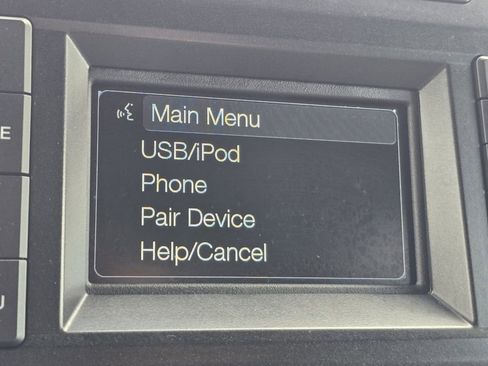 Main Menu
USB/iPod
Phone
Pair Device
Help/Cancel